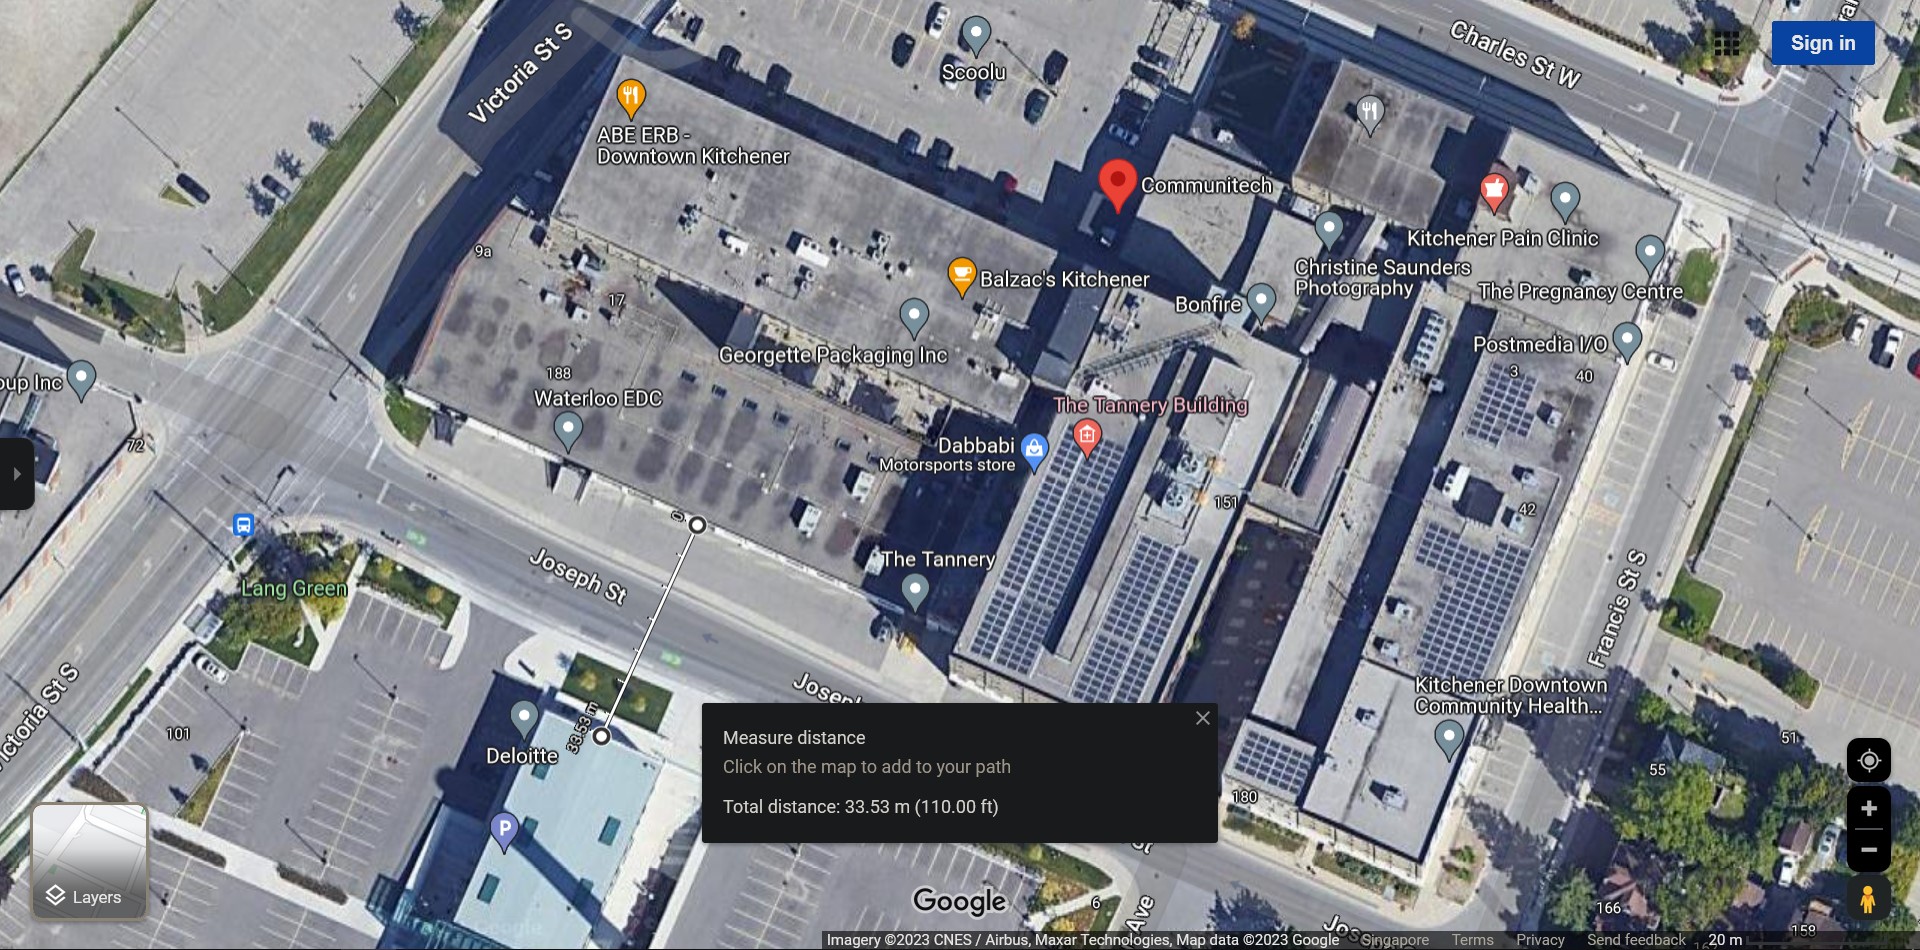 Victoria St S
Scoolu
Charles St W
Sign in
ABE ERB -
Downtown Kitchener
Communitech
Kitchener Pain Clinic
9a
Balzac's Kitchener
Christine Saunders
Photography
The Pregnancy Centre
17
Bonfire
Georgette Packaging Inc
Postmedia I/O
188
3
40
oup Inc
Waterloo EDC
The Tannery Building
72
Dabbabi
Motorsports store
151
42
0
Joseph St
The Tannery
Lang Green
Francis St S
Victoria St S
Joseph
Kitchener Downtown
Community Health...
101
33.53 m
Deloitte
Measure distance
Click on the map to add to your path
Total distance: 33.53 m (110.00 ft)
51
55
180
P
Layers
Google
6
Ave
166
158
Imagery ©2023 CNES / Airbus, Maxar Technologies, Map data ©2023 Google Singapore Terms Privacy Send feedback 20 m